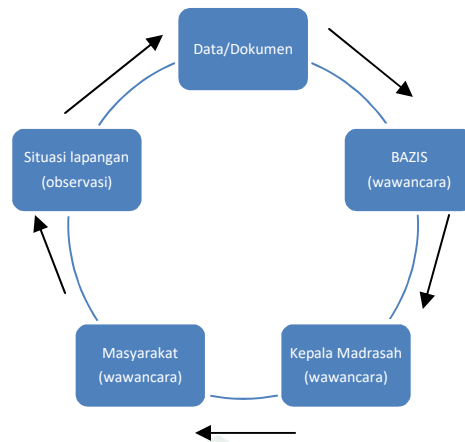 Data/Dokumen
BAZIS
(wawancara)
Kepala Madrasah
(wawancara)
Masyarakat
(wawancara)
Situasi lapangan
(observasi)